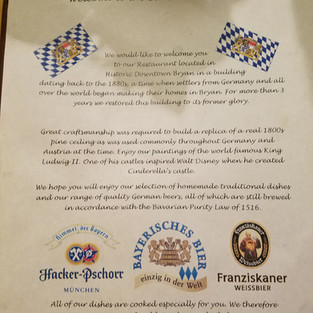 We would like to welcome you
to our Restaurant located in
Historic Downtown Bryan in a building
dating back to the 1880s, a time when settlers from Germany and all
over the world began making their homes in Bryan. For more than 3
years we restored this building to its former glory.
Great craftsmanship was required to build a replica of a real 1800s
pine ceiling as was used commonly throughout Germany and
Austria at the time. Enjoy our paintings of the world famous King
Ludwig II. One of his castles inspired Walt Disney when he created
Cinderella's castle.
We hope you will enjoy our selection of homemade traditional dishes
and our range of quality German beers, all of which are brewed
in accordance with the Bavarian Purity Law of 1516.
Himmel des Bayern
Hacker-Pschorr
MÜNCHEN
BAYERISCHES BIER
einzig in der Welt
Franziskaner
WEISSBIER
All of our dishes are cooked especially for you. We therefore